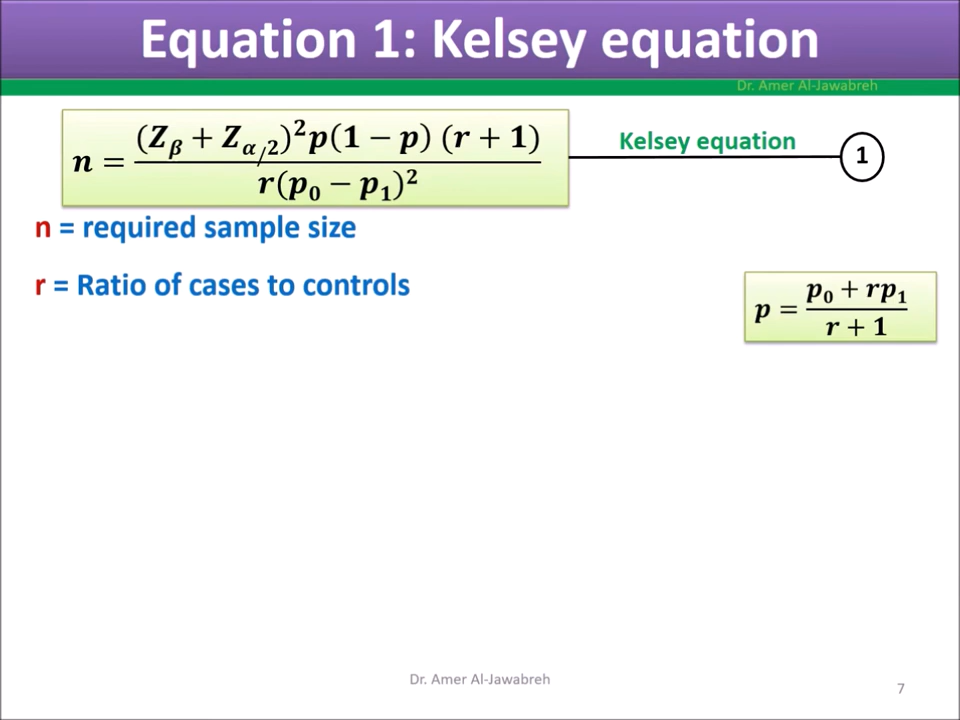 Equation 1: Kelsey equation
Dr. Amer Al-Jawabreh
n = (Z_β + Z_α/2)² p(1 − p) (r + 1) / r(p₀ − p₁)²
Kelsey equation
1
n = required sample size
r = Ratio of cases to controls
p = (p₀ + rp₁) / (r + 1)
Dr. Amer Al-Jawabreh
7